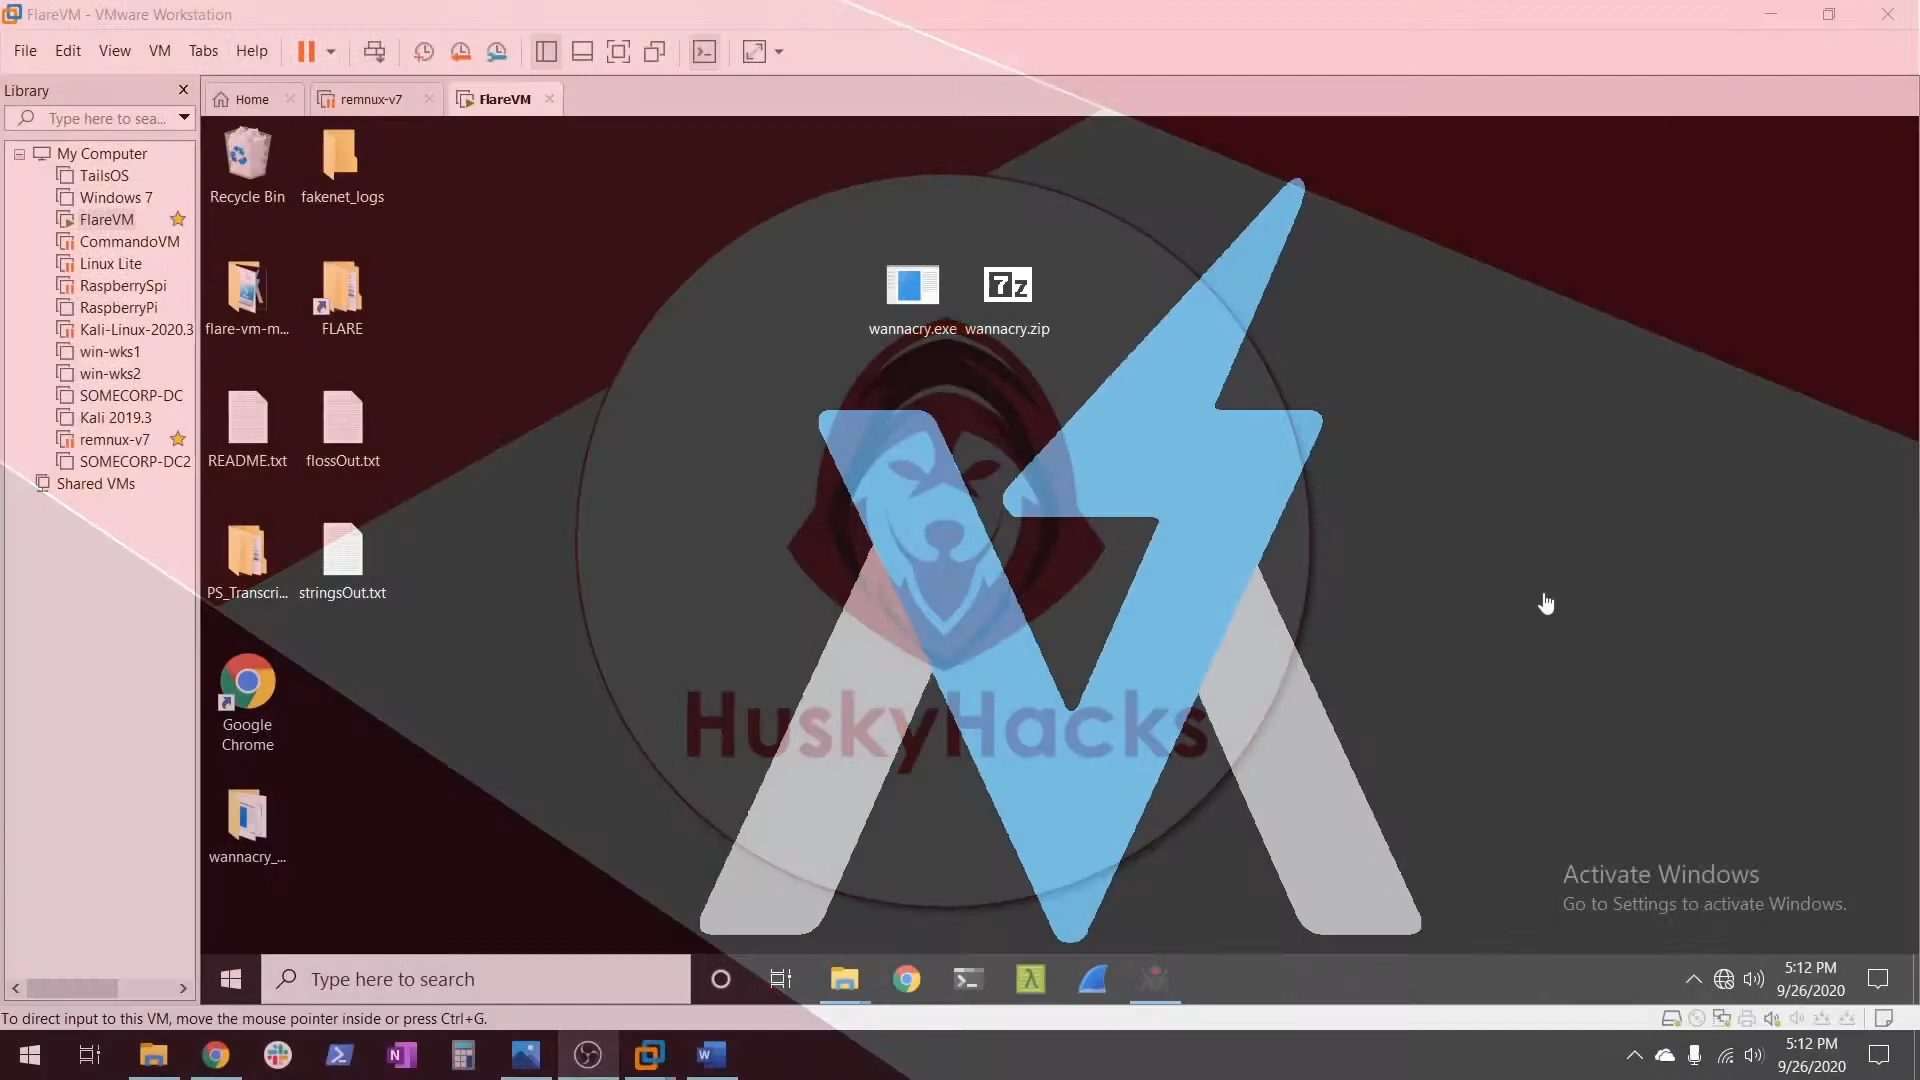 FlareVM - VMware Workstation
File Edit View VM Tabs Help
Library
Home remnux-v7 FlareVM
Type here to sea...
My Computer
TailsOS
Windows 7
FlareVM
CommandoVM
Linux Lite
RaspberrySpi
RaspberryPi
Kali-Linux-2020.3
win-wks1
win-wks2
SOMECORP-DC
Kali 2019.3
remnux-v7
SOMECORP-DC2
Shared VMs
Recycle Bin fakenet_logs
flare-vm-m... FLARE
README.txt flossOut.txt
PS_Transcri... stringsOut.txt
Google
Chrome
wannacry_...
7z
wannacry.exe wannacry.zip
HuskyHacks
Activate Windows
Go to Settings to activate Windows.
Type here to search
5:12 PM
9/26/2020
To direct input to this VM, move the mouse pointer inside or press Ctrl+G.
5:12 PM
9/26/2020